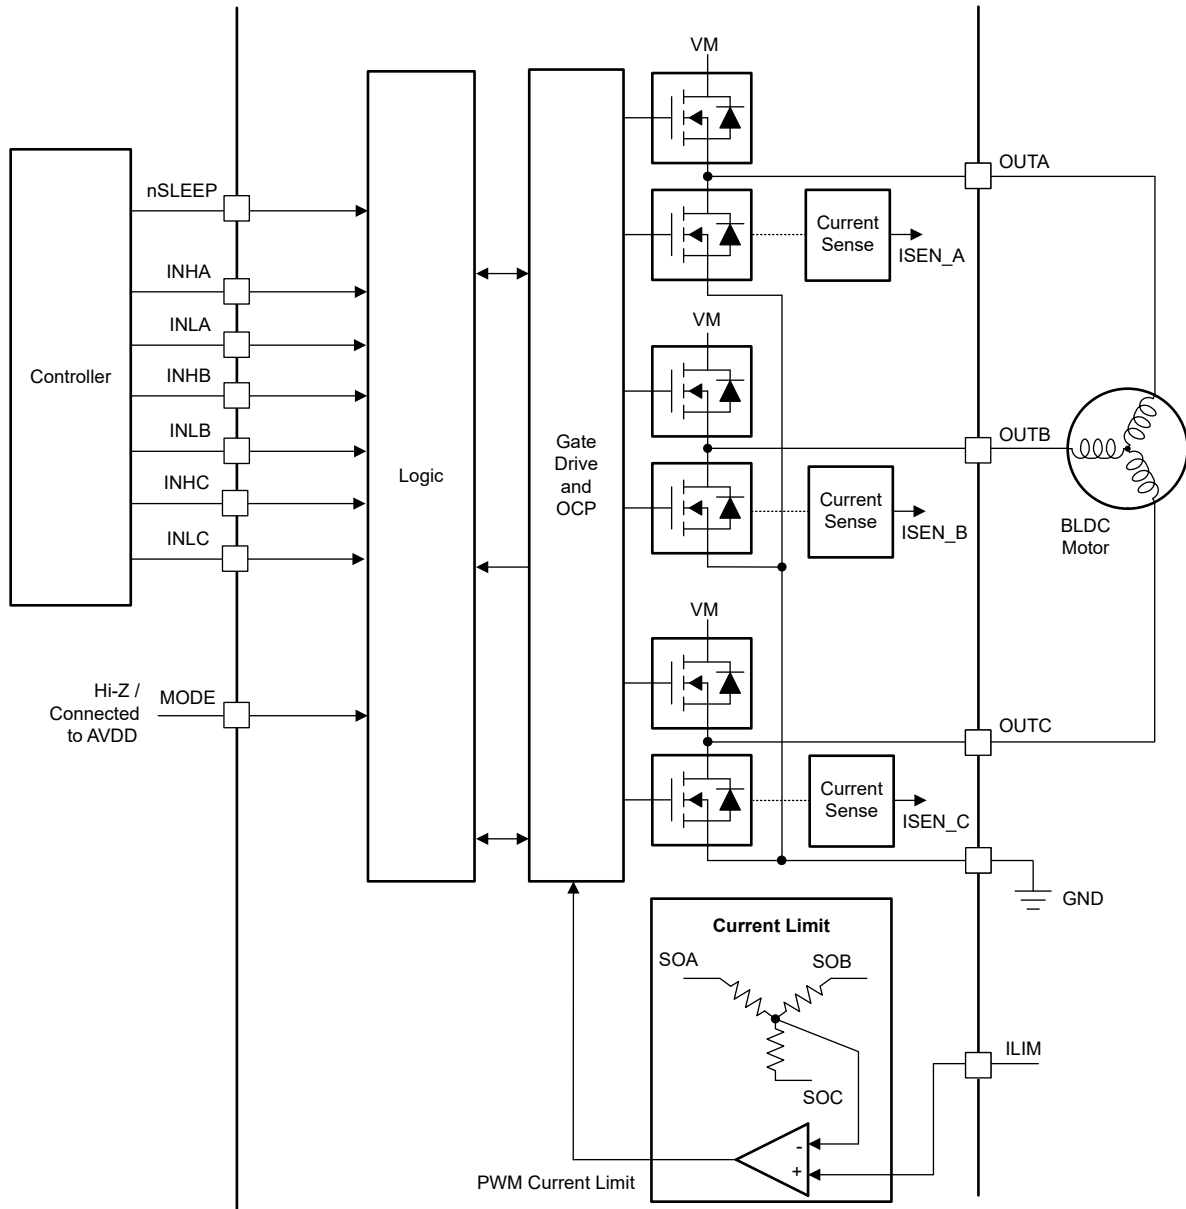 VM
OUTA
nSLEEP
Current
Sense
ISEN_A
INHA
INLA
VM
Controller
INHB
OUTB
INLB
Gate
Drive
and
OCP
Logic
Current
Sense
ISEN_B
INHC
BLDC
Motor
INLC
VM
Hi-Z /
Connected
to AVDD
MODE
OUTC
Current
Sense
ISEN_C
GND
Current Limit
SOA
SOB
SOC
ILIM
-
+
PWM Current Limit